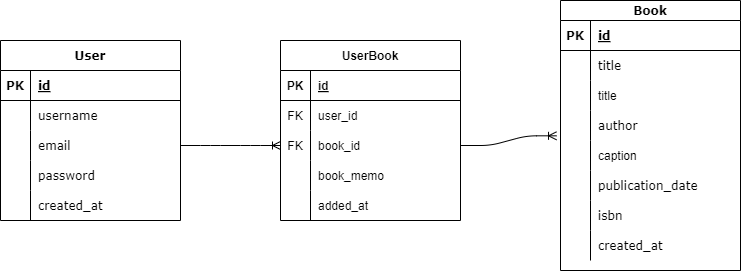 User
PK id
username
email
password
created_at
UserBook
PK id
FK user_id
FK book_id
book_memo
added_at
Book
PK id
title
title
author
caption
publication_date
isbn
created_at